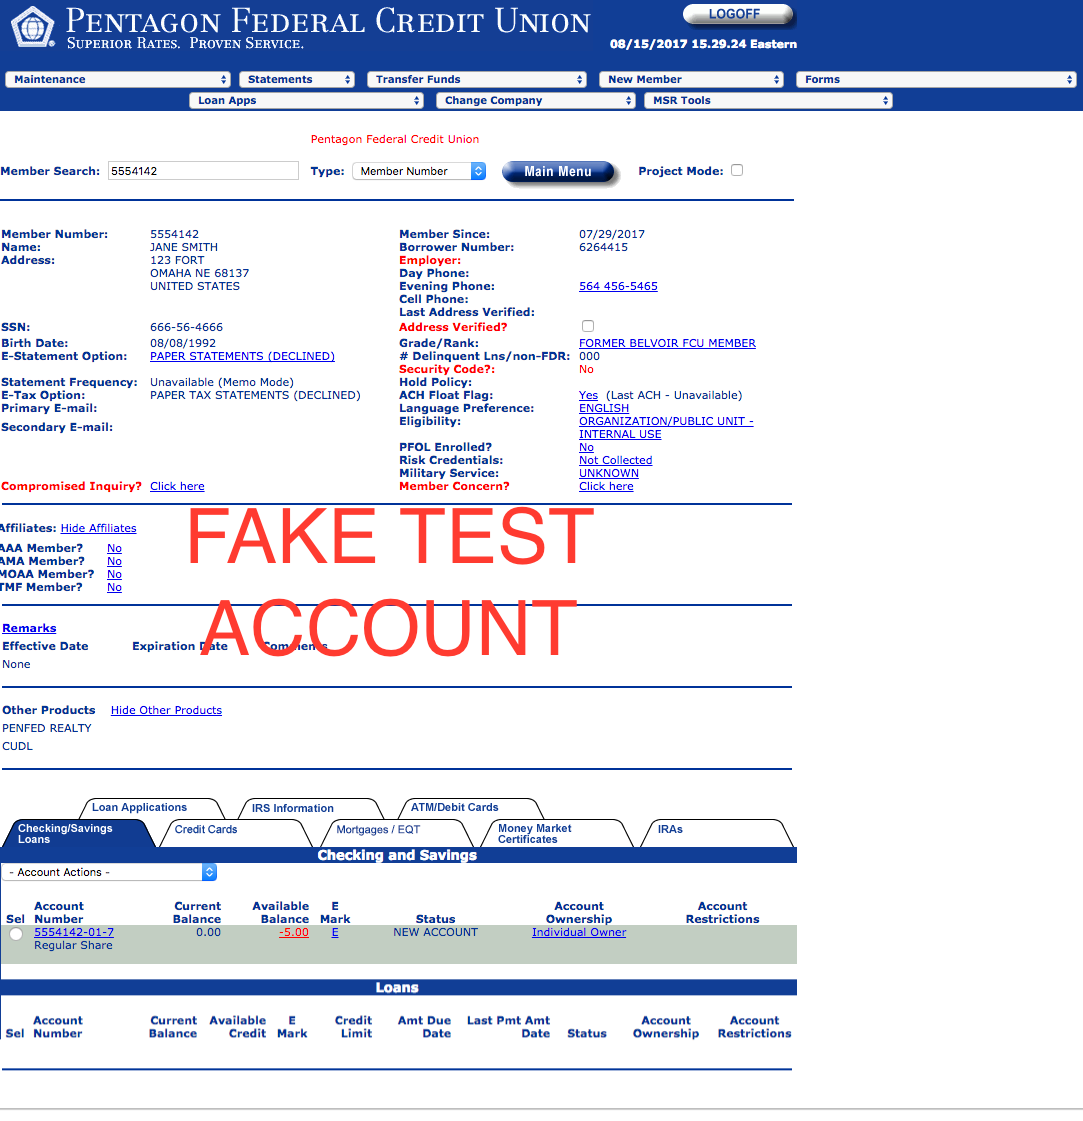 PENTAGON FEDERAL CREDIT UNION
SUPERIOR RATES. PROVEN SERVICE.
LOGOFF
08/15/2017 15.29.24 Eastern
Maintenance Statements Transfer Funds New Member Forms
Loan Apps Change Company MSR Tools
Pentagon Federal Credit Union
Member Search: 5554142 Type: Member Number Main Menu Project Mode:
Member Number: 5554142 Member Since: 07/29/2017
Name: JANE SMITH Borrower Number: 6264415
Address: 123 FORT Employer:
OMAHA NE 68137 Day Phone:
UNITED STATES Evening Phone: 564 456-5465
Cell Phone:
Last Address Verified:
SSN: 666-56-4666 Address Verified?
Birth Date: 08/08/1992 Grade/Rank: FORMER BELVOIR FCU MEMBER
E-Statement Option: PAPER STATEMENTS (DECLINED) # Delinquent Lns/non-FDR: 000
Security Code?: No
Statement Frequency: Unavailable (Memo Mode) Hold Policy:
E-Tax Option: PAPER TAX STATEMENTS (DECLINED) ACH Float Flag: Yes (Last ACH - Unavailable)
Primary E-mail: Language Preference: ENGLISH
Secondary E-mail: Eligibility: ORGANIZATION/PUBLIC UNIT -
INTERNAL USE
PFOL Enrolled? No
Risk Credentials: Not Collected
Military Service: UNKNOWN
Compromised Inquiry? Click here Member Concern? Click here
FAKE TEST
ACCOUNT
Affiliates: Hide Affiliates
AAA Member? No
AMA Member? No
MOAA Member? No
TMF Member? No
Remarks
Effective Date Expiration Date Comments
None
Other Products Hide Other Products
PENFED REALTY
CUDL
Loan Applications IRS Information ATM/Debit Cards
Checking/Savings Credit Cards Mortgages / EQT Money Market IRAs
Loans Certificates
Checking and Savings
- Account Actions -
Account Current Available E Account Account
Sel Number Balance Balance Mark Status Ownership Restrictions
5554142-01-7 0.00 -5.00 E NEW ACCOUNT Individual Owner
Regular Share
Loans
Account Current Available E Credit Amt Due Last Pmt Amt Account Account
Sel Number Balance Credit Mark Limit Date Date Status Ownership Restrictions